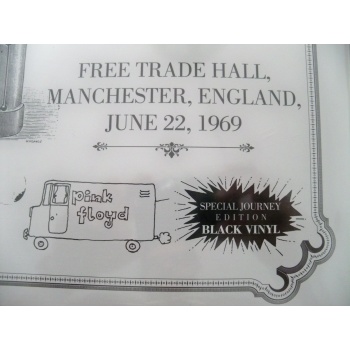 FREE TRADE HALL,
MANCHESTER, ENGLAND,
JUNE 22, 1969
pink
floyd
SPECIAL JOURNEY
EDITION
BLACK VINYL